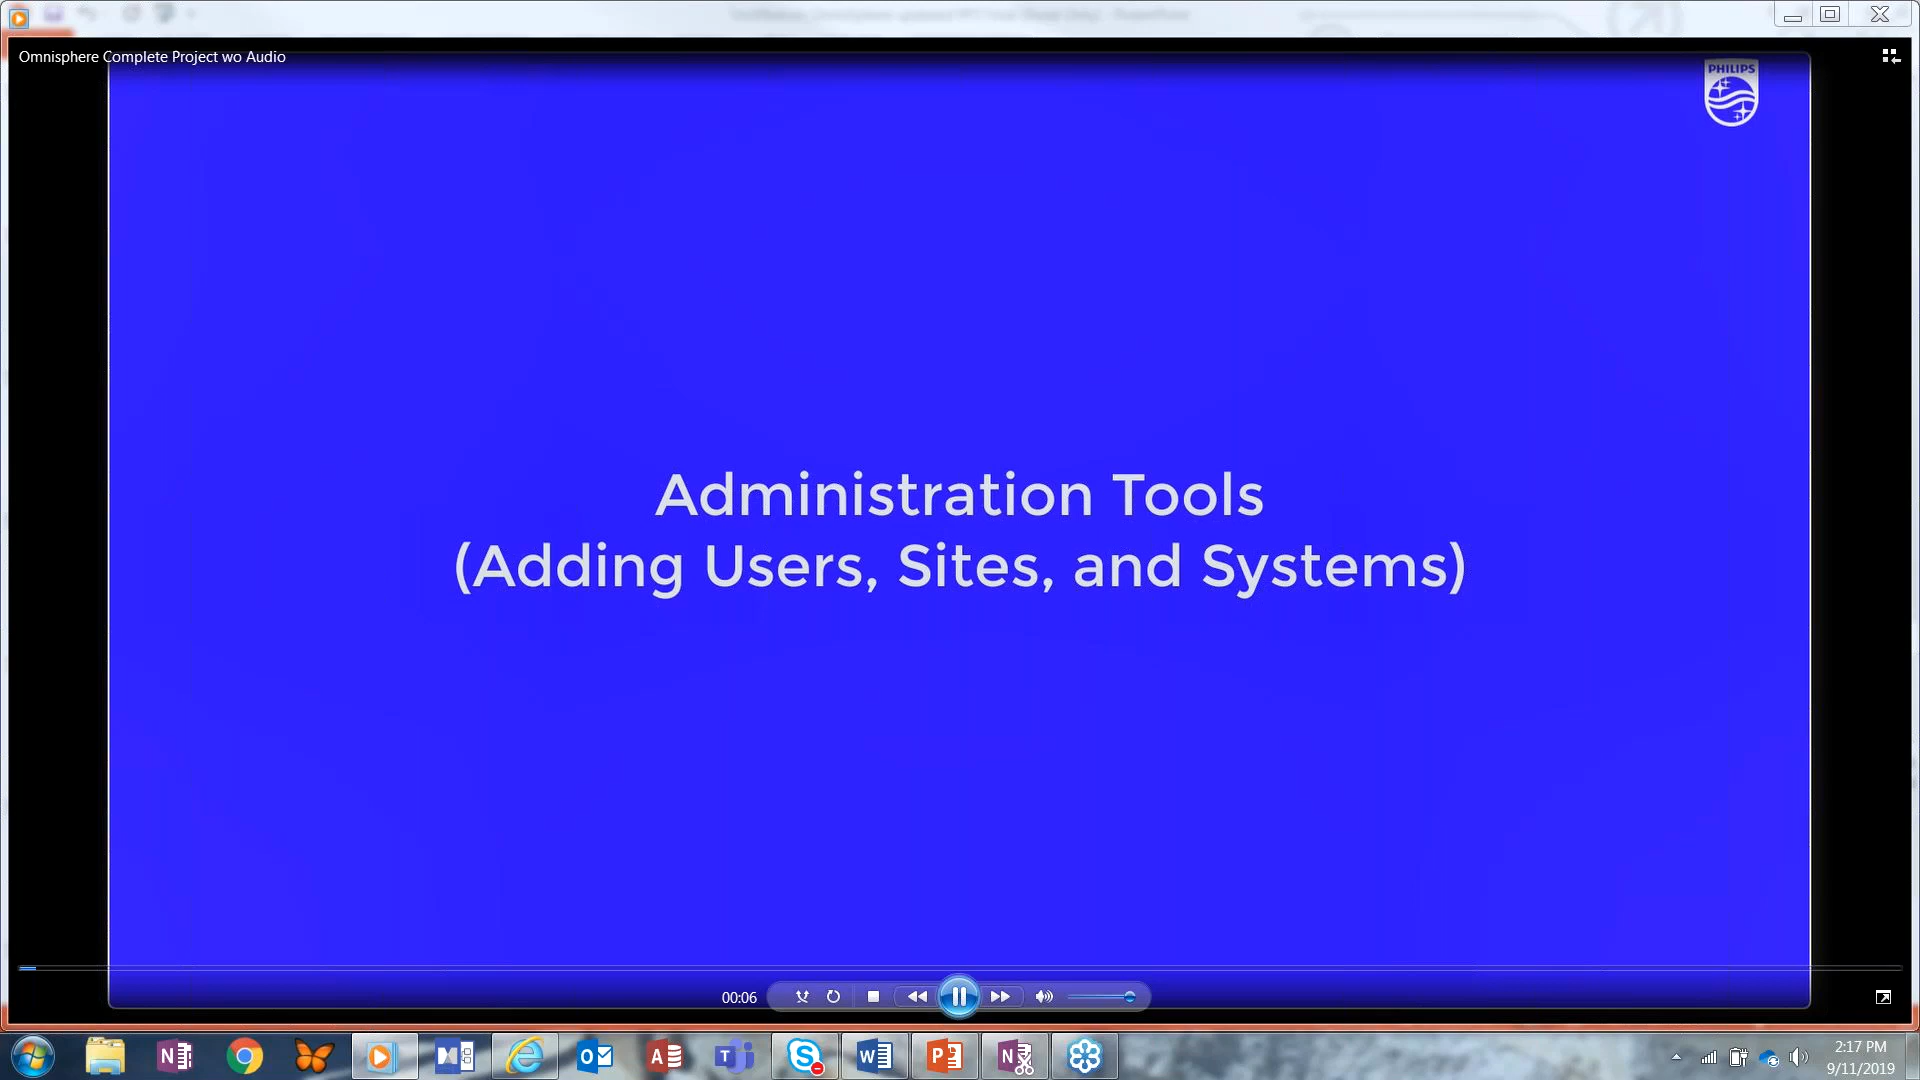 Omnisphere Complete Project wo Audio
PHILIPS
Administration Tools
(Adding Users, Sites, and Systems)
00:06
2:17 PM
9/11/2019